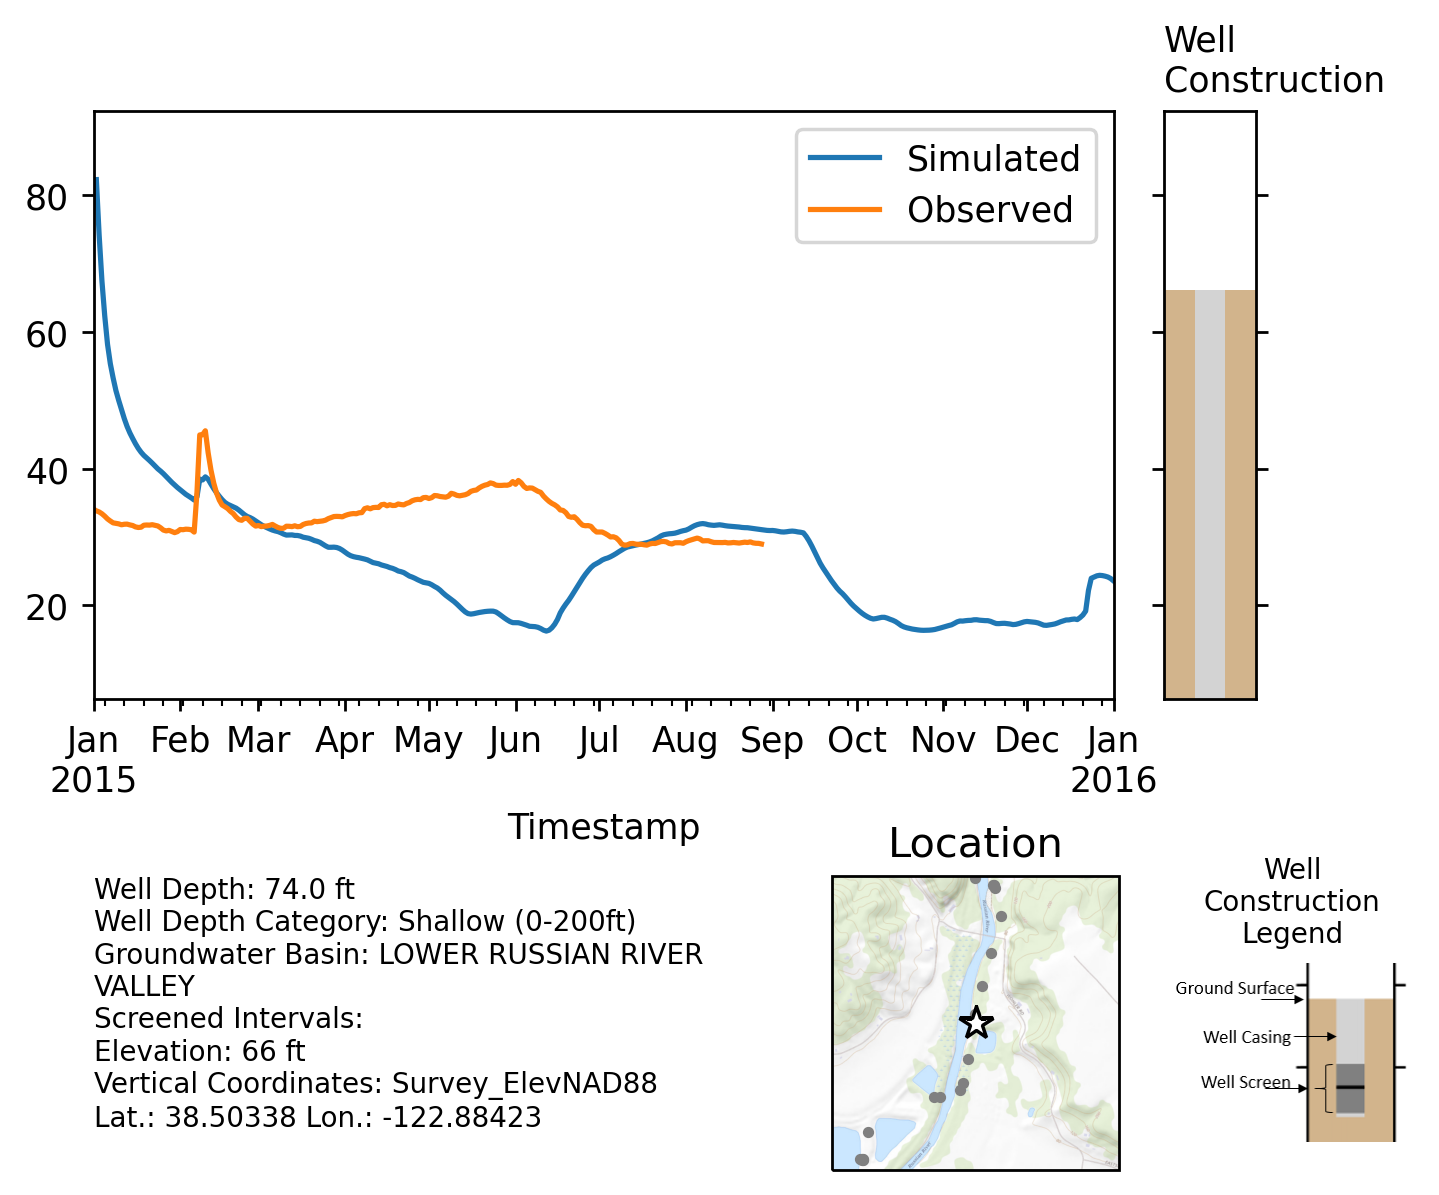 Well
Construction
Simulated
Observed
80
60
40
20
Jan Feb Mar Apr May Jun Jul Aug Sep Oct Nov Dec Jan
2015 2016
Timestamp
Well Depth: 74.0 ft
Well Depth Category: Shallow (0-200ft)
Groundwater Basin: LOWER RUSSIAN RIVER
VALLEY
Screened Intervals:
Elevation: 66 ft
Vertical Coordinates: Survey_ElevNAD88
Lat.: 38.50338 Lon.: -122.88423
Location
Well
Construction
Legend
Ground Surface
Well Casing
Well Screen